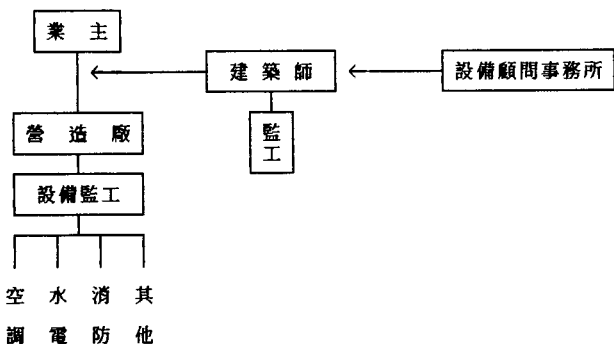 業主
建築師
設備顧問事務所
監工
營造廠
設備監工
空調
水電
消防
其他